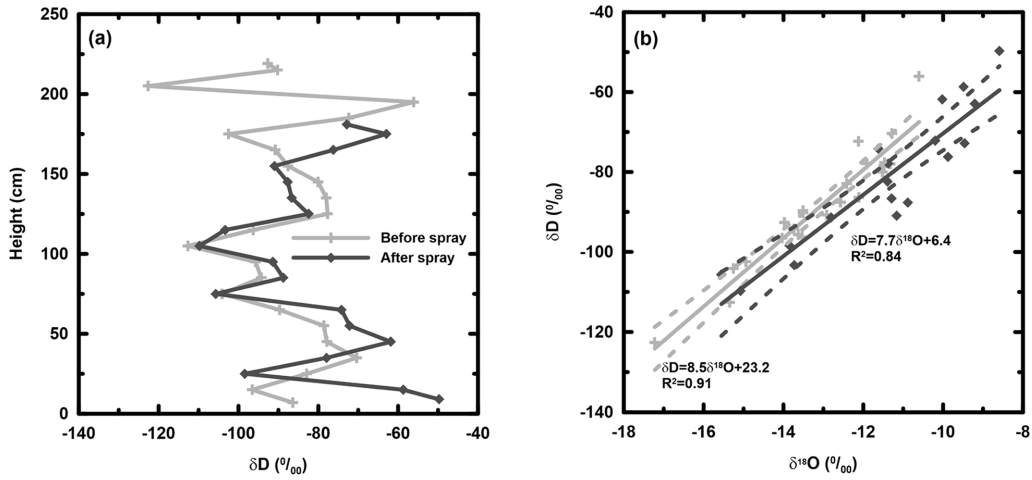 (a)
250
200
150
100
50
0
Height (cm)
-140 -120 -100 -80 -60 -40
δD (⁰/₀₀)
Before spray
After spray
(b)
-40
-60
-80
-100
-120
-140
δD (⁰/₀₀)
-18 -16 -14 -12 -10 -8
δ¹⁸O (⁰/₀₀)
δD=7.7δ¹⁸O+6.4
R²=0.84
δD=8.5δ¹⁸O+23.2
R²=0.91